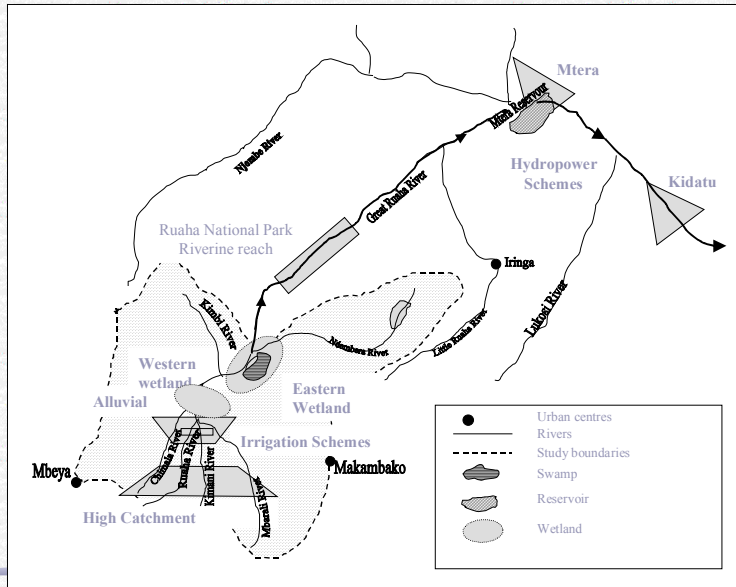 Mtera
Mtera Reservour
Njombe River
Great Ruaha River
Hydropower
Schemes
Kidatu
Ruaha National Park
Riverine reach
Iringa
Lukosi River
Kimbi River
Ndembera River
Little Ruaha River
Western
wetland
Eastern
Wetland
Alluvial
Irrigation Schemes
Chimala River
Ruaha River
Kimani River
Mbarali River
Mbeya
Makambako
High Catchment
Urban centres
Rivers
Study boundaries
Swamp
Reservoir
Wetland